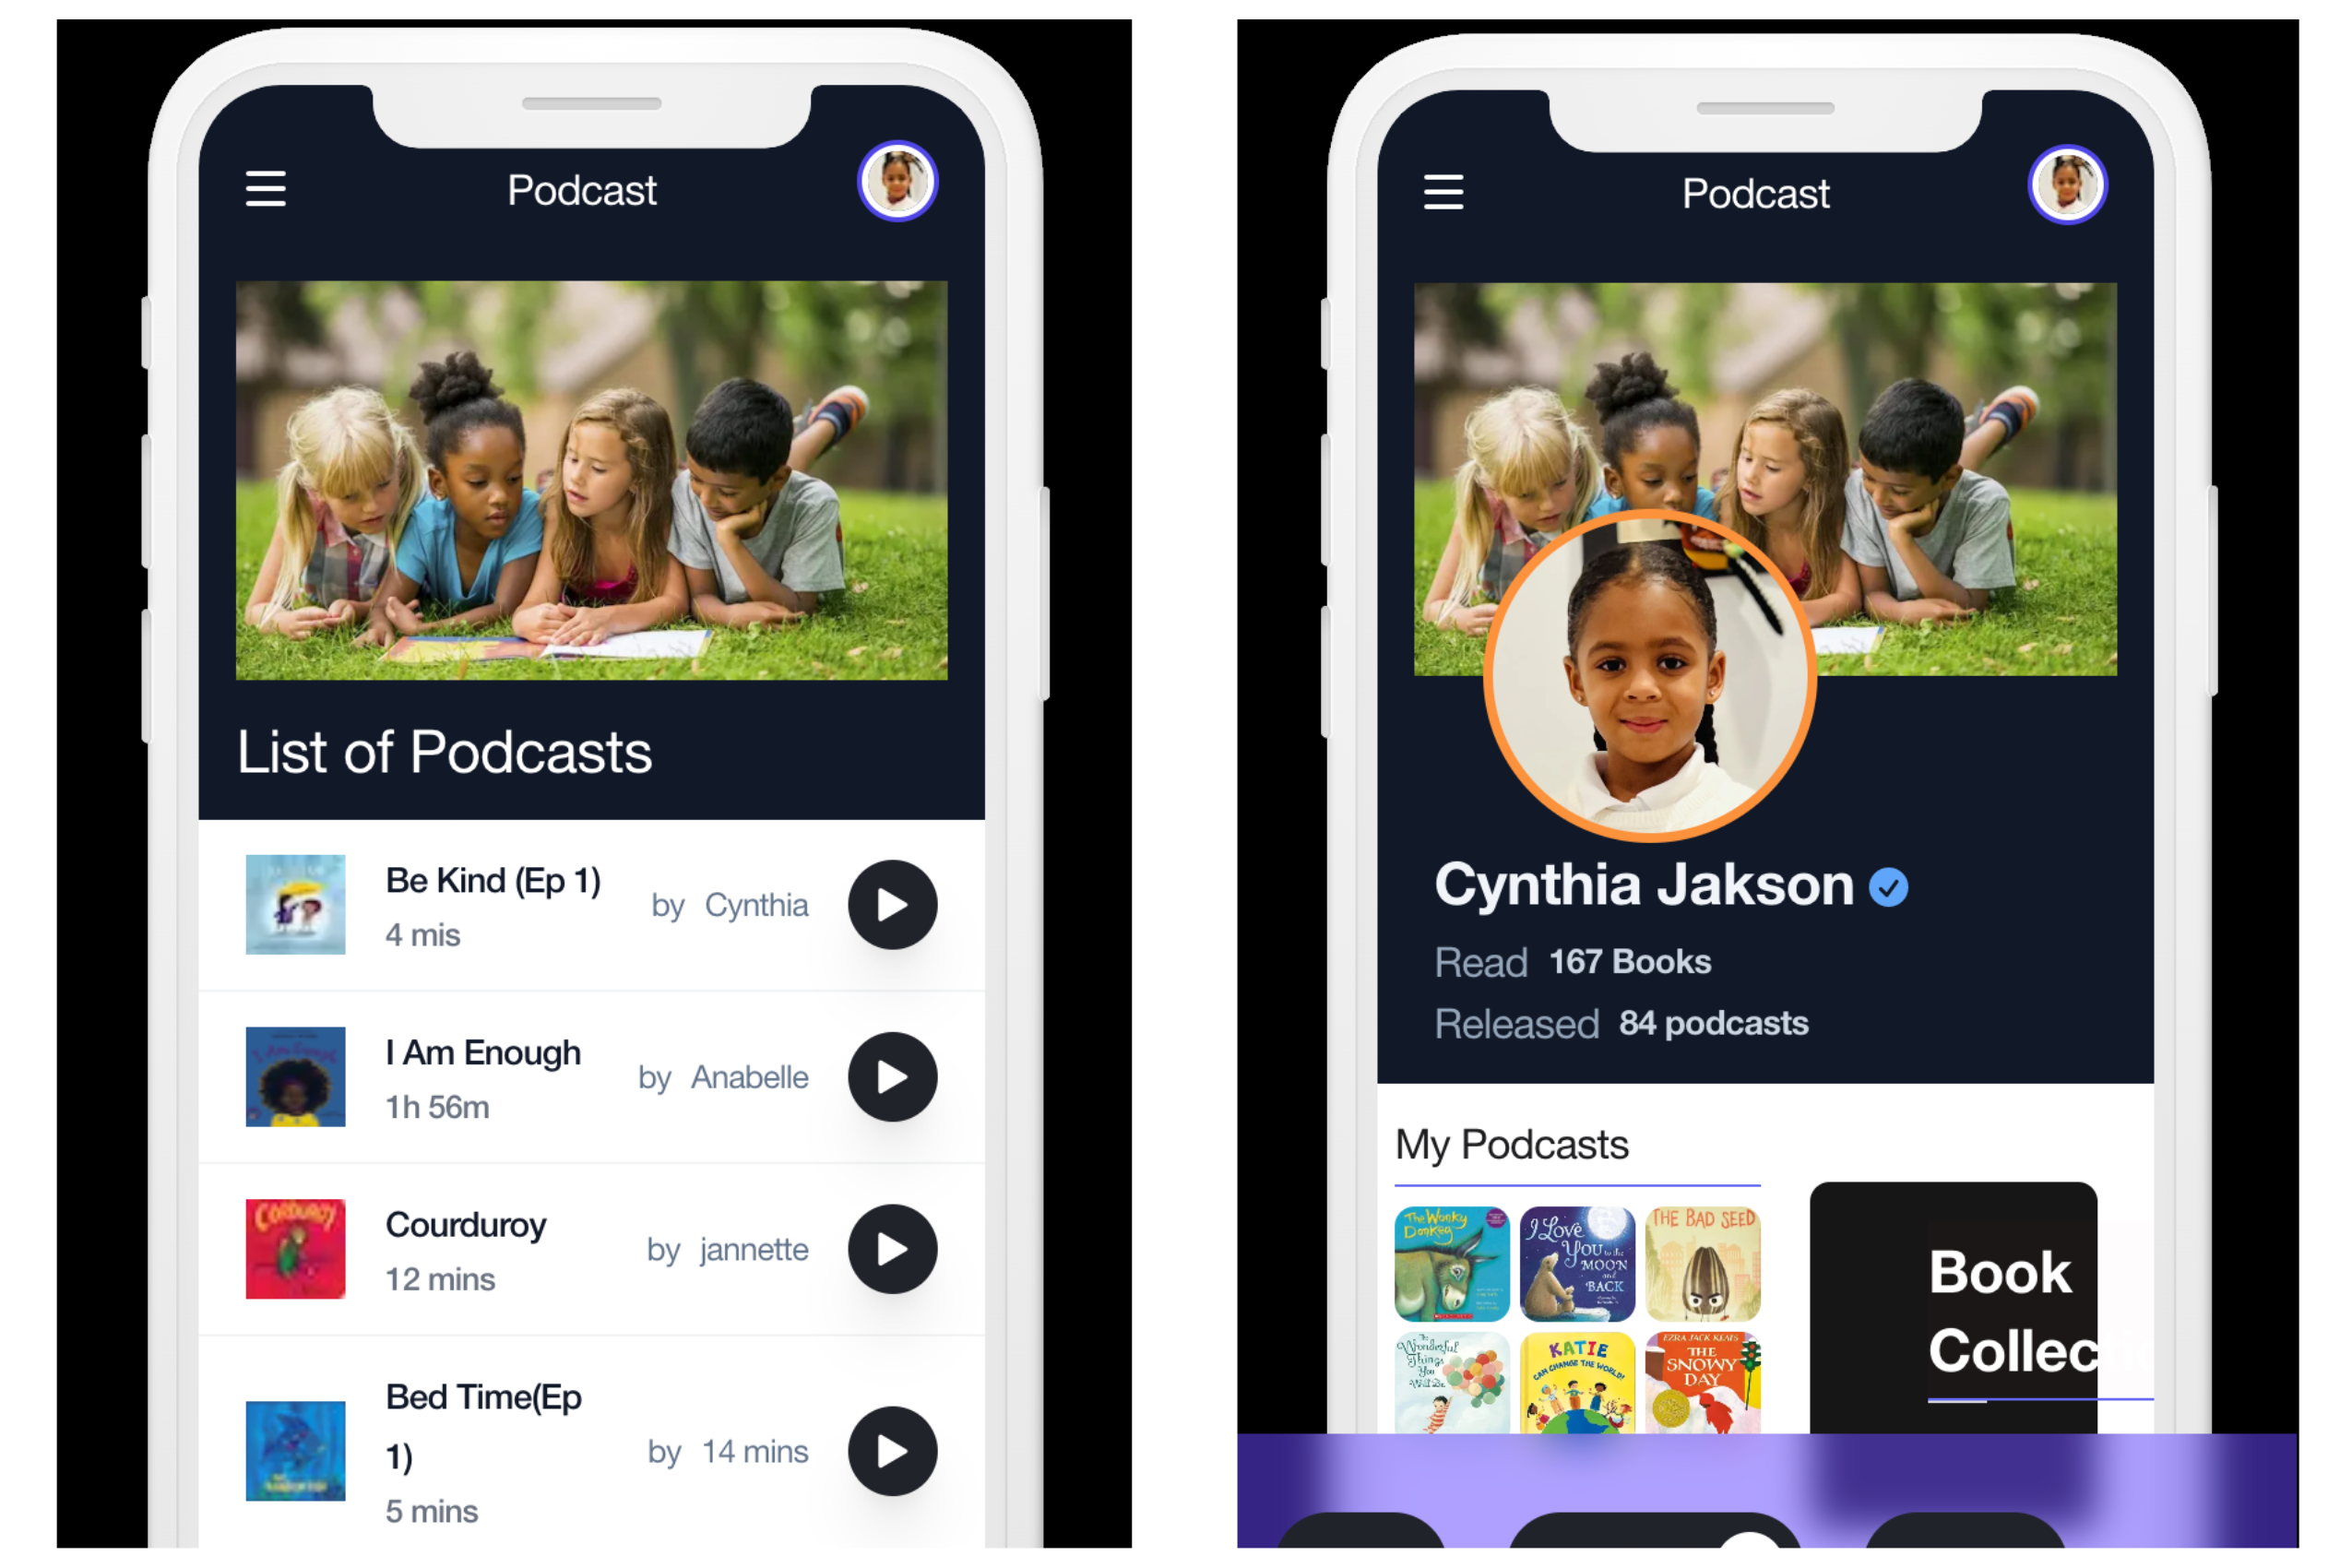 Podcast
List of Podcasts
Be Kind (Ep 1)
by Cynthia
4 mis
I Am Enough
by Anabelle
1h 56m
CORDUROY
Courduroy
by jannette
12 mins
Bed Time(Ep
1)
by 14 mins
5 mins
Podcast
Cynthia Jakson
Read 167 Books
Released 84 podcasts
My Podcasts
The Wonky
Donkey
I Love
YOU to the
MOON
and
BACK
THE BAD SEED
The
Wonderful
Things
You
Will Be
KATIE
CAN CHANGE THE WORLD!
EZRA JACK KEATS
THE
SNOWY
DAY
Book
Collec